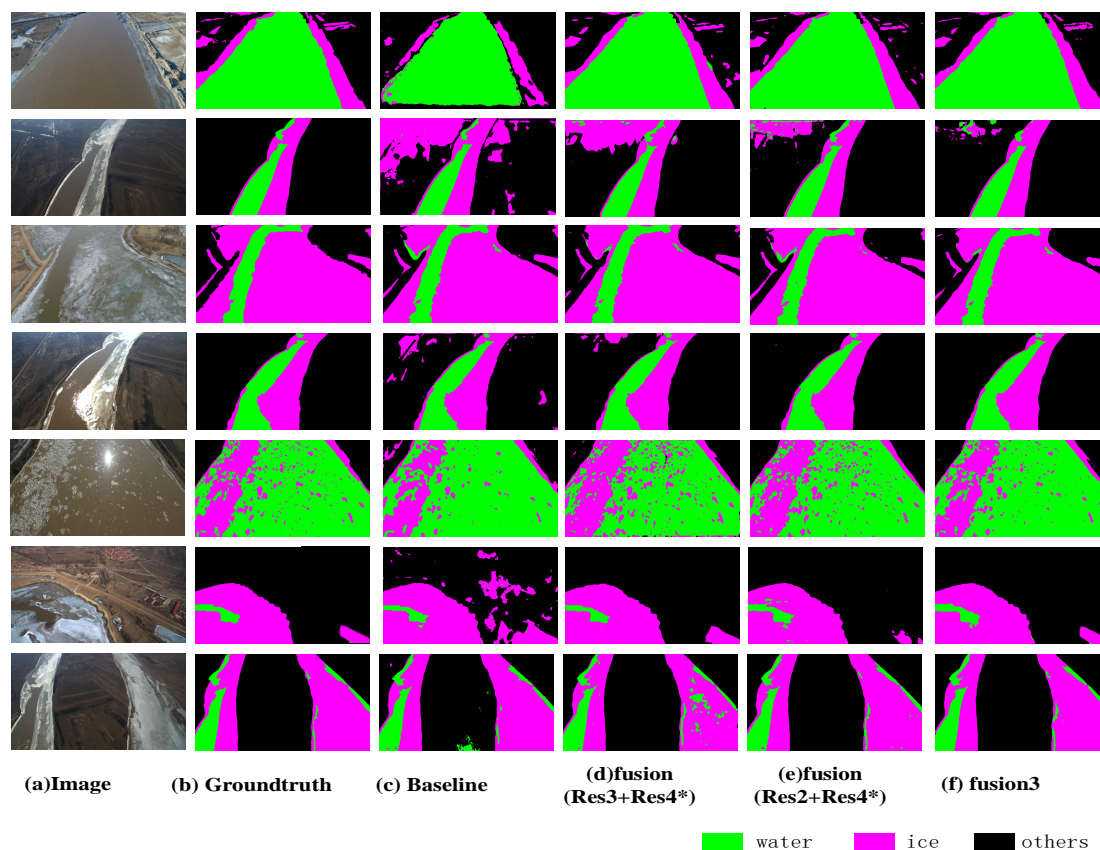 (a)Image
(b) Groundtruth
(c) Baseline
(d)fusion
(Res3+Res4*)
(e)fusion
(Res2+Res4*)
(f) fusion3
water
ice
others